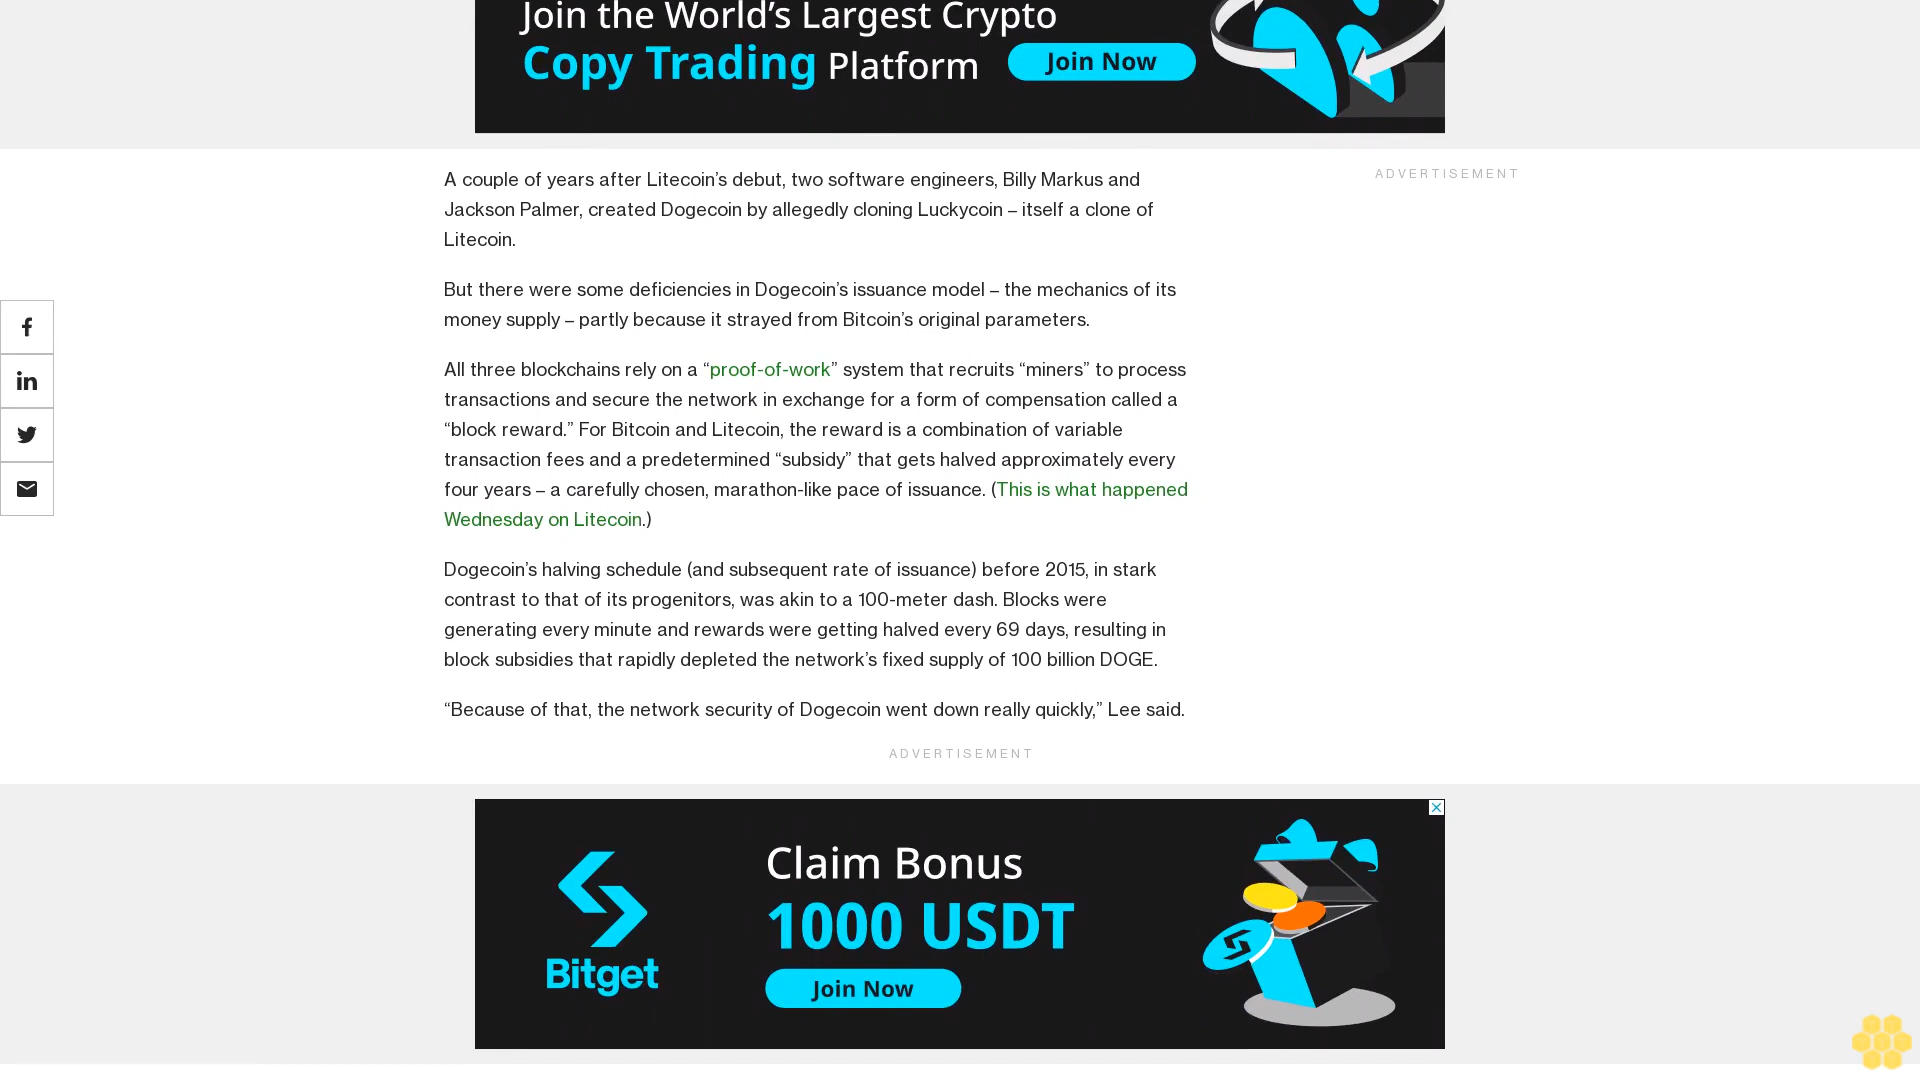 Join the World’s Largest Crypto
Copy Trading Platform
Join Now
ADVERTISEMENT
A couple of years after Litecoin’s debut, two software engineers, Billy Markus and
Jackson Palmer, created Dogecoin by allegedly cloning Luckycoin – itself a clone of
Litecoin.
But there were some deficiencies in Dogecoin’s issuance model – the mechanics of its
money supply – partly because it strayed from Bitcoin’s original parameters.
All three blockchains rely on a “proof-of-work” system that recruits “miners” to process
transactions and secure the network in exchange for a form of compensation called a
“block reward.” For Bitcoin and Litecoin, the reward is a combination of variable
transaction fees and a predetermined “subsidy” that gets halved approximately every
four years – a carefully chosen, marathon-like pace of issuance. (This is what happened
Wednesday on Litecoin.)
Dogecoin’s halving schedule (and subsequent rate of issuance) before 2015, in stark
contrast to that of its progenitors, was akin to a 100-meter dash. Blocks were
generating every minute and rewards were getting halved every 69 days, resulting in
block subsidies that rapidly depleted the network’s fixed supply of 100 billion DOGE.
“Because of that, the network security of Dogecoin went down really quickly,” Lee said.
ADVERTISEMENT
Bitget
Claim Bonus
1000 USDT
Join Now